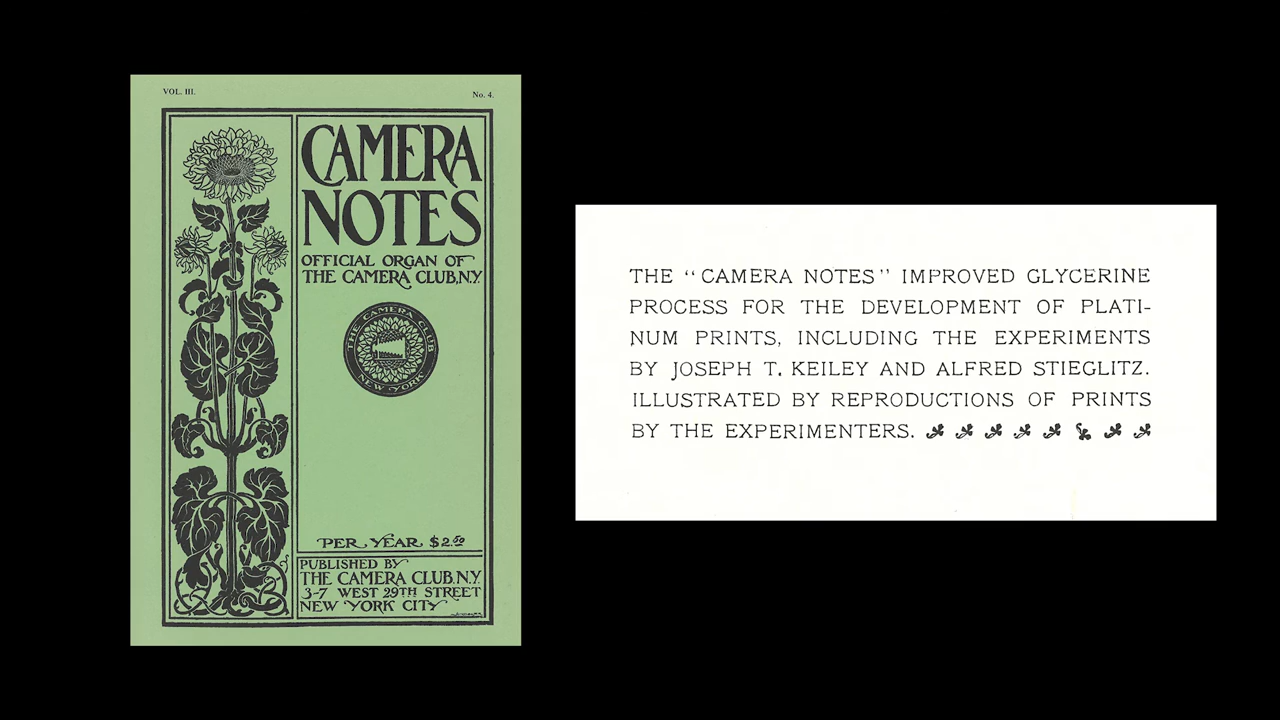 VOL. III.
No. 4.
CAMERA
NOTES
OFFICIAL ORGAN OF
THE CAMERA CLUB, N.Y.
THE CAMERA CLUB
NEW YORK
PER YEAR $2.50
PUBLISHED BY
THE CAMERA CLUB N.Y.
3-7 WEST 29TH STREET
NEW YORK CITY
THE “CAMERA NOTES” IMPROVED GLYCERINE
PROCESS FOR THE DEVELOPMENT OF PLATI-
NUM PRINTS, INCLUDING THE EXPERIMENTS
BY JOSEPH T. KEILEY AND ALFRED STIEGLITZ.
ILLUSTRATED BY REPRODUCTIONS OF PRINTS
BY THE EXPERIMENTERS.